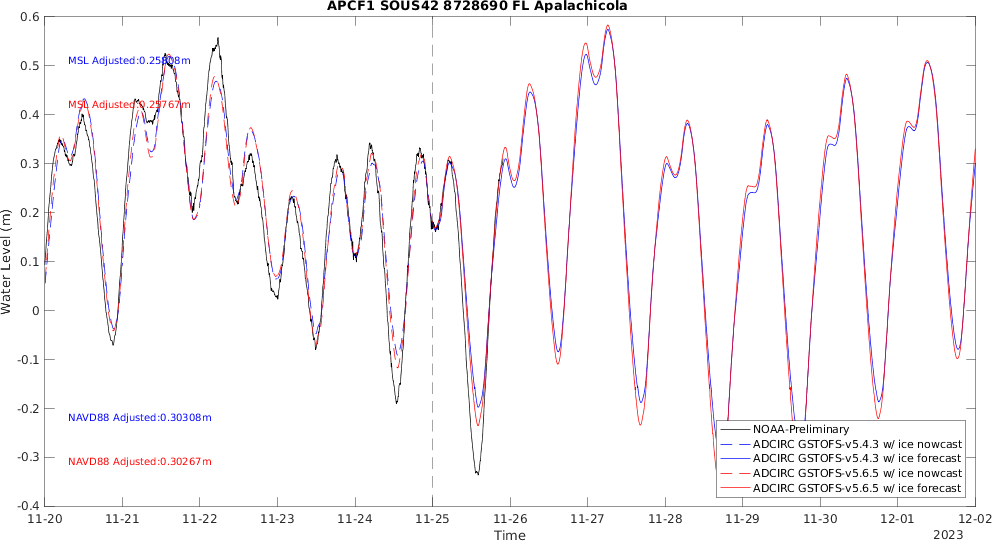 APCF1 SOUS42 8728690 FL Apalachicola
0.6
0.5
0.4
0.3
0.2
0.1
0
-0.1
-0.2
-0.3
-0.4
Water Level (m)
MSL Adjusted:0.25808m
MSL Adjusted:0.25767m
NAVD88 Adjusted:0.30308m
NAVD88 Adjusted:0.30267m
NOAA-Preliminary
ADCIRC GSTOFS-v5.4.3 w/ ice nowcast
ADCIRC GSTOFS-v5.4.3 w/ ice forecast
ADCIRC GSTOFS-v5.6.5 w/ ice nowcast
ADCIRC GSTOFS-v5.6.5 w/ ice forecast
11-20 11-21 11-22 11-23 11-24 11-25 11-26 11-27 11-28 11-29 11-30 12-01 12-02
Time
2023